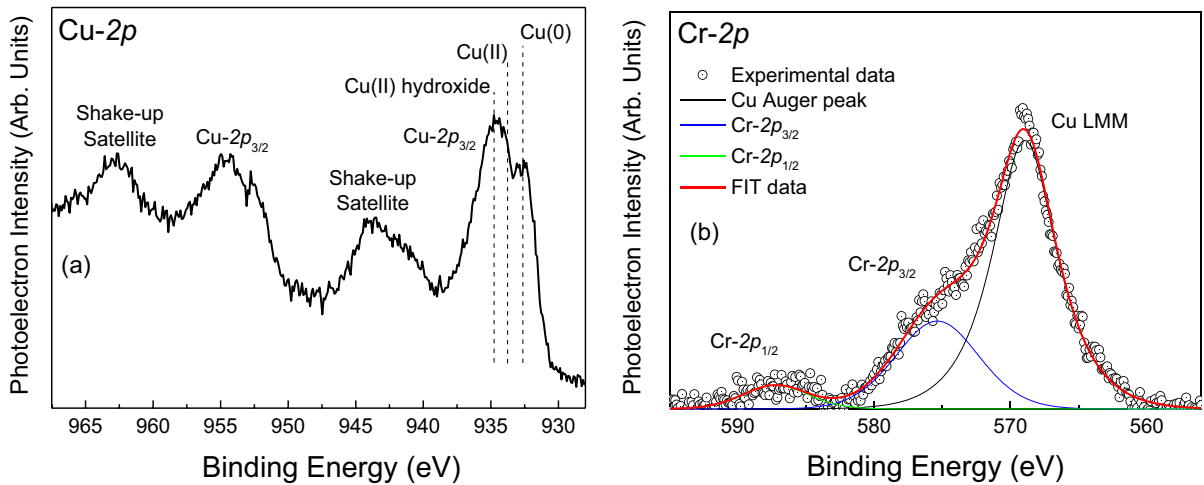 Cu-2p
Cu(0)
Cu(II)
Cu(II) hydroxide
Shake-up
Satellite
Cu-2p3/2
Cu-2p3/2
Shake-up
Satellite
(a)
Photoelectron Intensity (Arb. Units)
965 960 955 950 945 940 935 930
Binding Energy (eV)
Cr-2p
Experimental data
Cu Auger peak
Cr-2p3/2
Cr-2p1/2
FIT data
Cu LMM
(b)
Cr-2p3/2
Cr-2p1/2
Photoelectron Intensity (Arb. Units)
590 580 570 560
Binding Energy (eV)